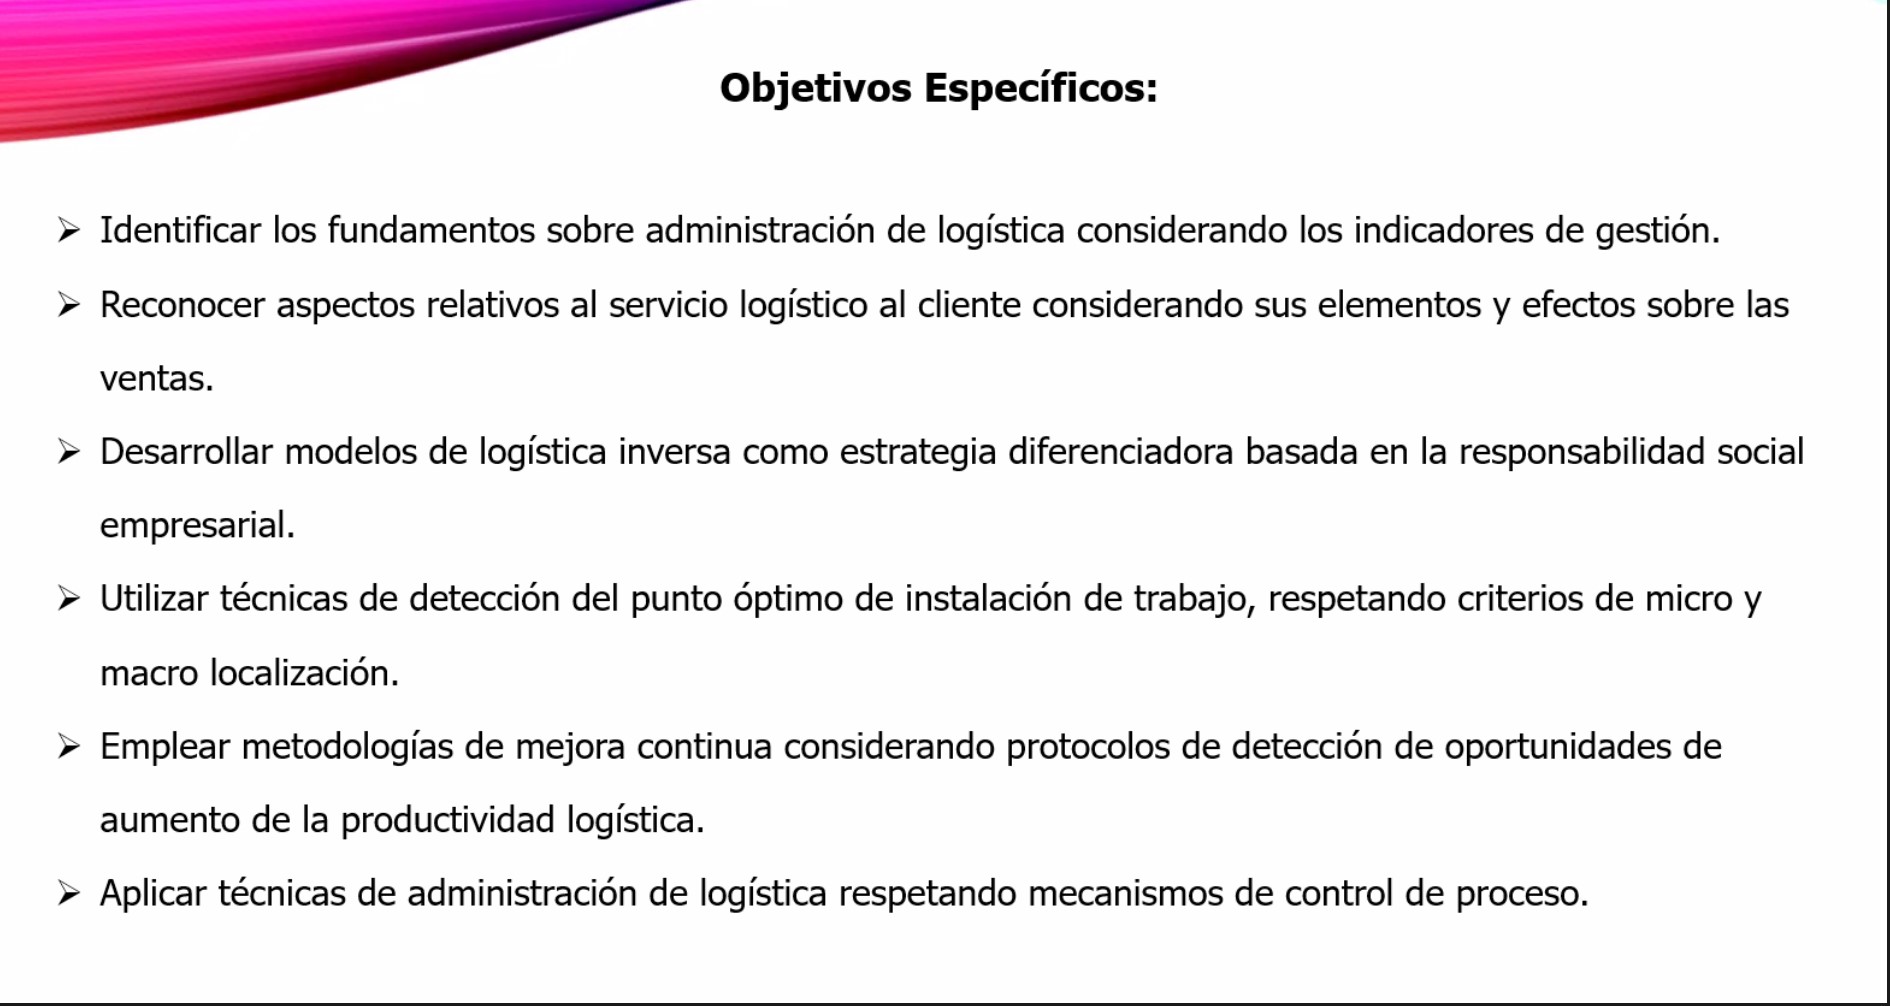 Objetivos Específicos:
➢ Identificar los fundamentos sobre administración de logística considerando los indicadores de gestión.
➢ Reconocer aspectos relativos al servicio logístico al cliente considerando sus elementos y efectos sobre las
ventas.
➢ Desarrollar modelos de logística inversa como estrategia diferenciadora basada en la responsabilidad social
empresarial.
➢ Utilizar técnicas de detección del punto óptimo de instalación de trabajo, respetando criterios de micro y
macro localización.
➢ Emplear metodologías de mejora continua considerando protocolos de detección de oportunidades de
aumento de la productividad logística.
➢ Aplicar técnicas de administración de logística respetando mecanismos de control de proceso.